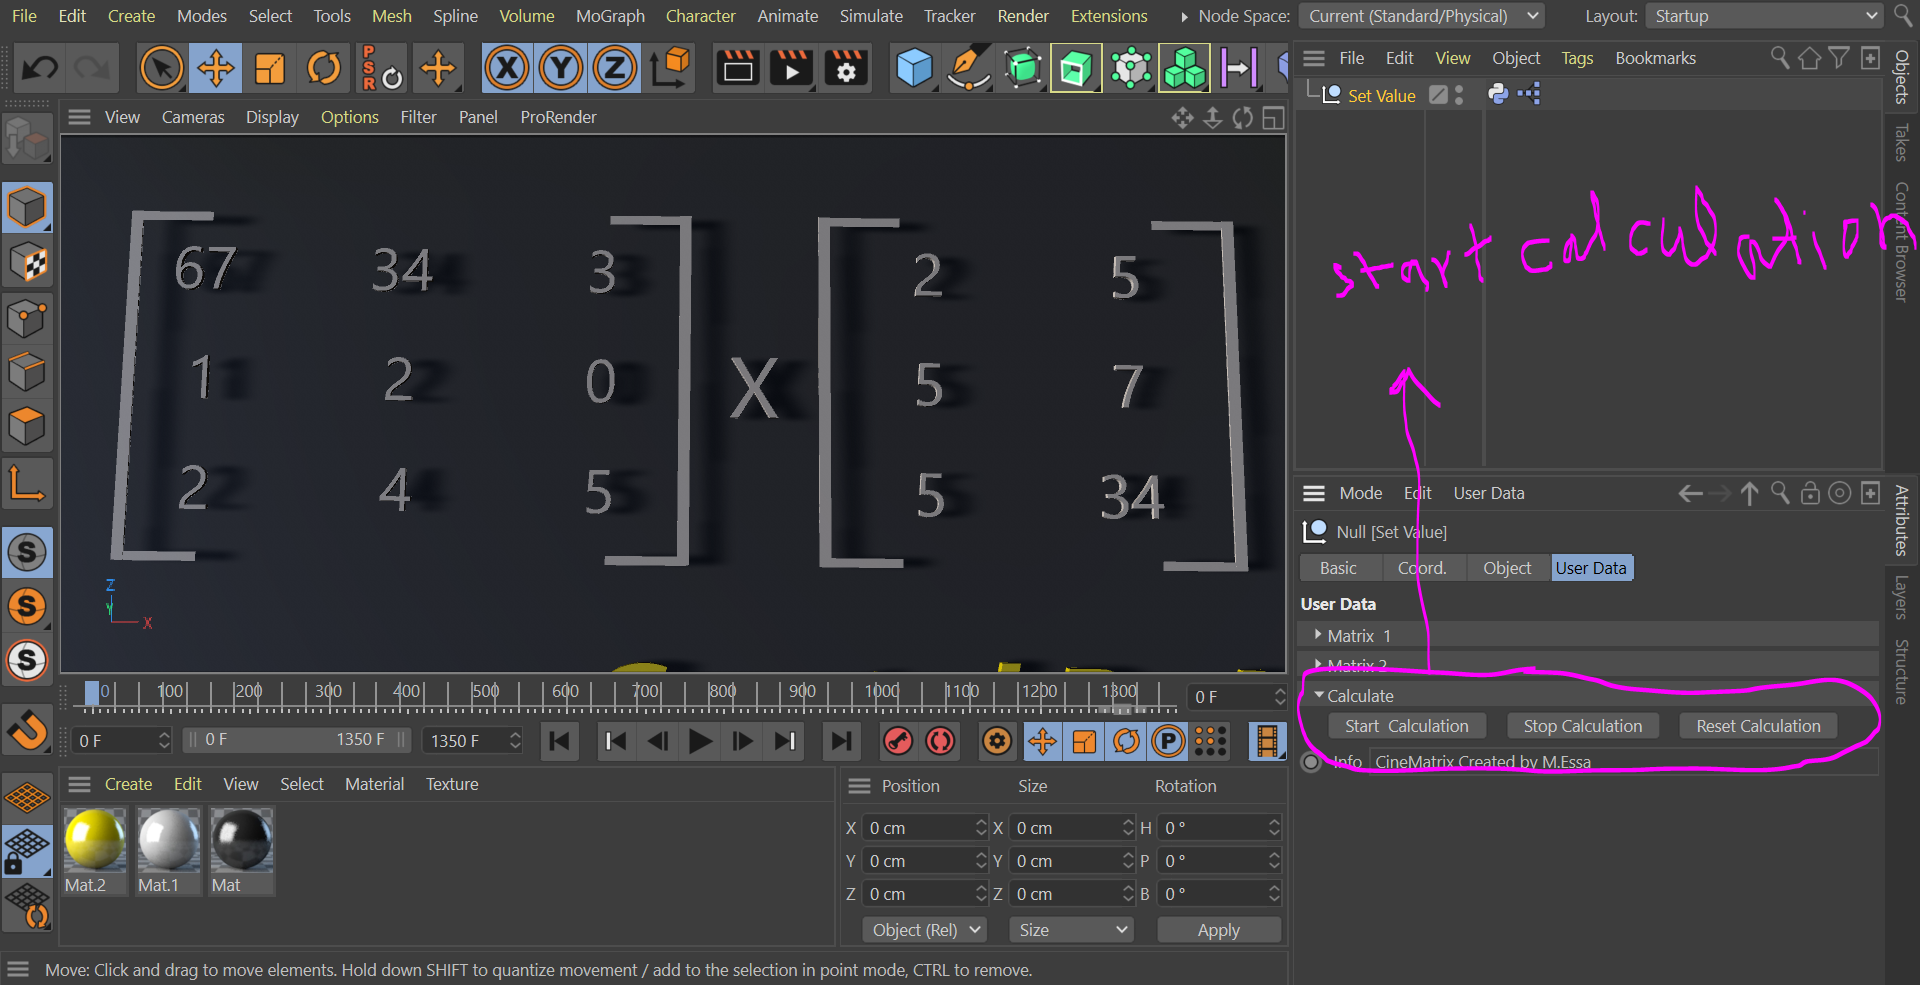 File Edit Create Modes Select Tools Mesh Spline Volume MoGraph Character Animate Simulate Tracker Render Extensions Node Space: Current (Standard/Physical) Layout: Startup
PSR X Y Z
File Edit View Object Tags Bookmarks
Objects
Takes
Content Browser
Set Value
View Cameras Display Options Filter Panel ProRender
67 34 3 2 5
1 2 0 X 5 7
2 4 5 5 34
start calculation
Z
Y
X
S
S
S
Mode Edit User Data
Attributes
Layers
Structure
Null [Set Value]
Basic Coord. Object User Data
User Data
Matrix 1
Matrix 2
Calculate
Start Calculation Stop Calculation Reset Calculation
Info CineMatrix Created by M.Essa
0 100 200 300 400 500 600 700 800 900 1000 1100 1200 1300 0 F
0 F 0 F 1350 F 1350 F P
Create Edit View Select Material Texture
Mat.2 Mat.1 Mat
Position Size Rotation
X 0 cm X 0 cm H 0 °
Y 0 cm Y 0 cm P 0 °
Z 0 cm Z 0 cm B 0 °
Object (Rel) Size Apply
Move: Click and drag to move elements. Hold down SHIFT to quantize movement / add to the selection in point mode, CTRL to remove.